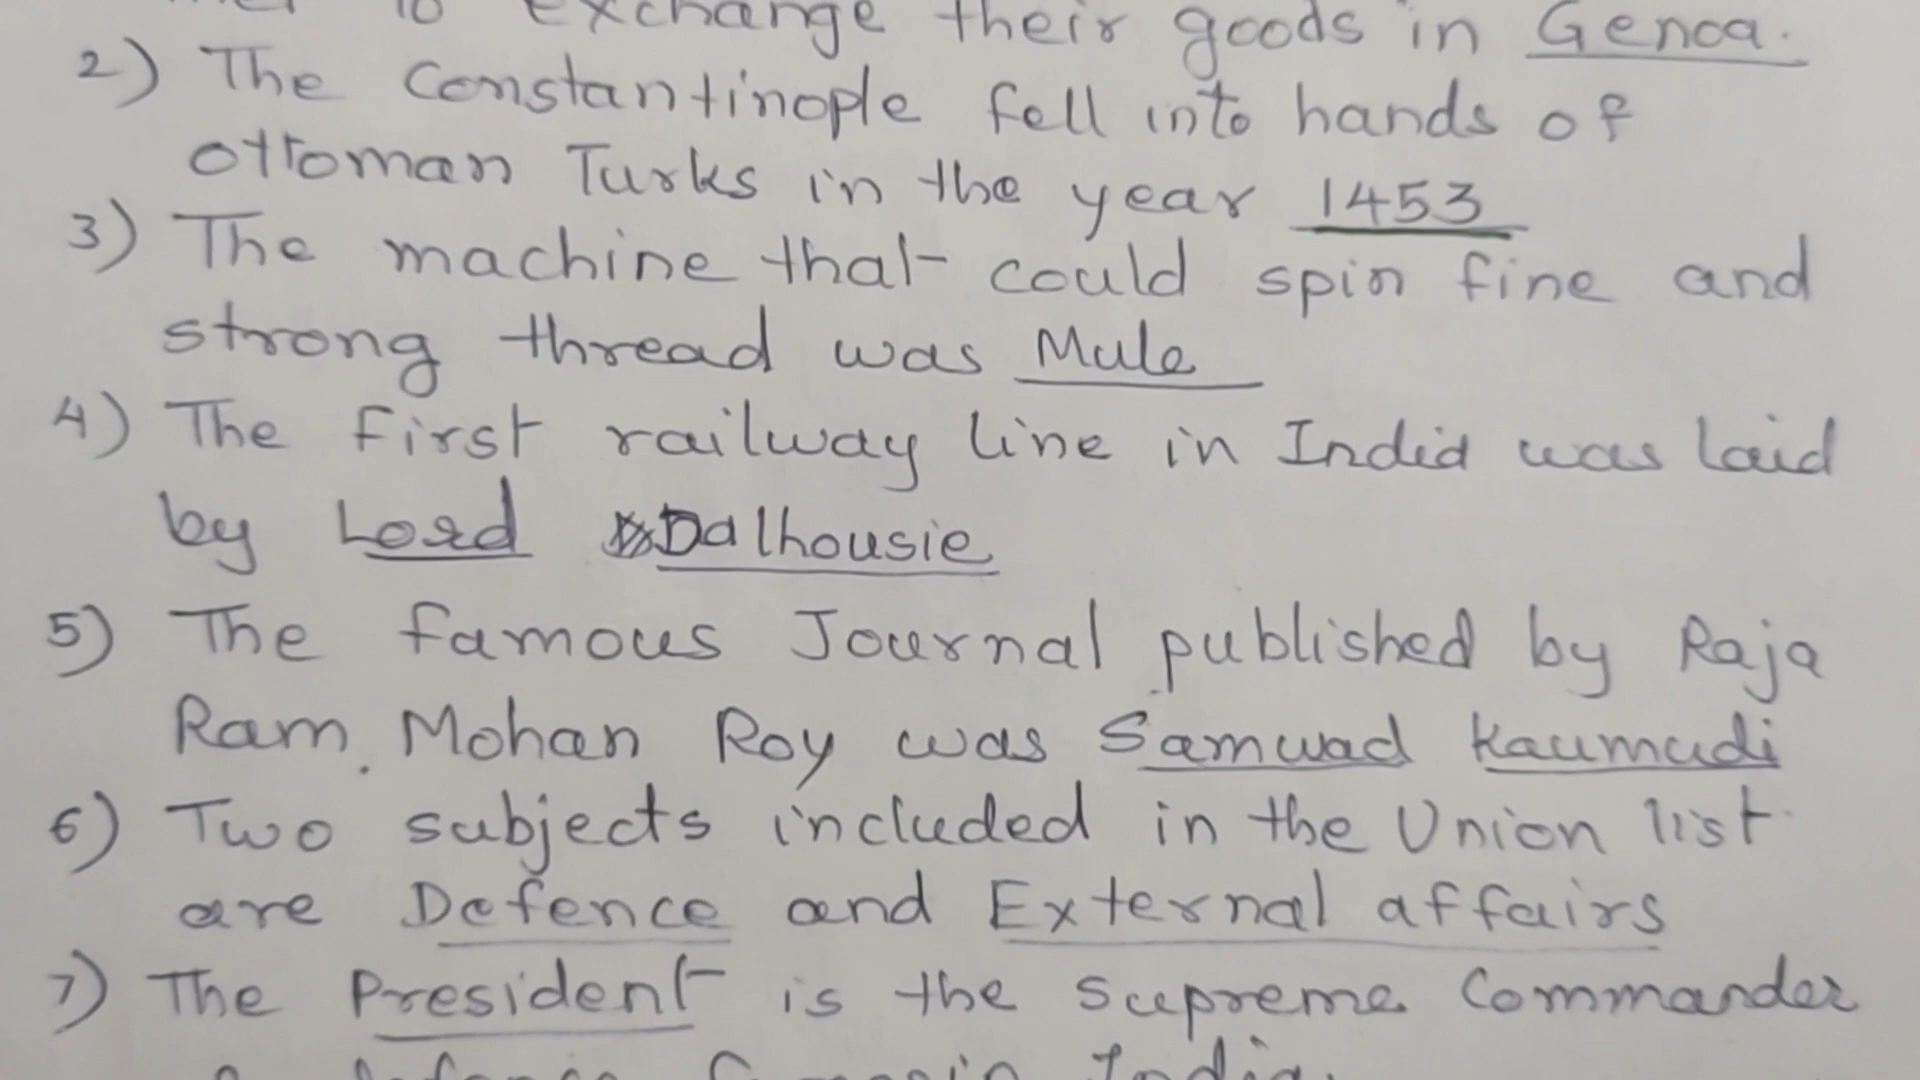 to exchange their goods in Genoa.
2) The Constantinople fell into hands of
ottoman Turks in the year 1453
3) The machine that could spin fine and
strong thread was Mule
4) The first railway line in India was laid
by Lord Dalhousie
5) The famous Journal published by Raja
Ram Mohan Roy was Samwad Kaumudi
6) Two subjects included in the Union list
are Defence and External affairs
7) The President is the supreme Commander
India.